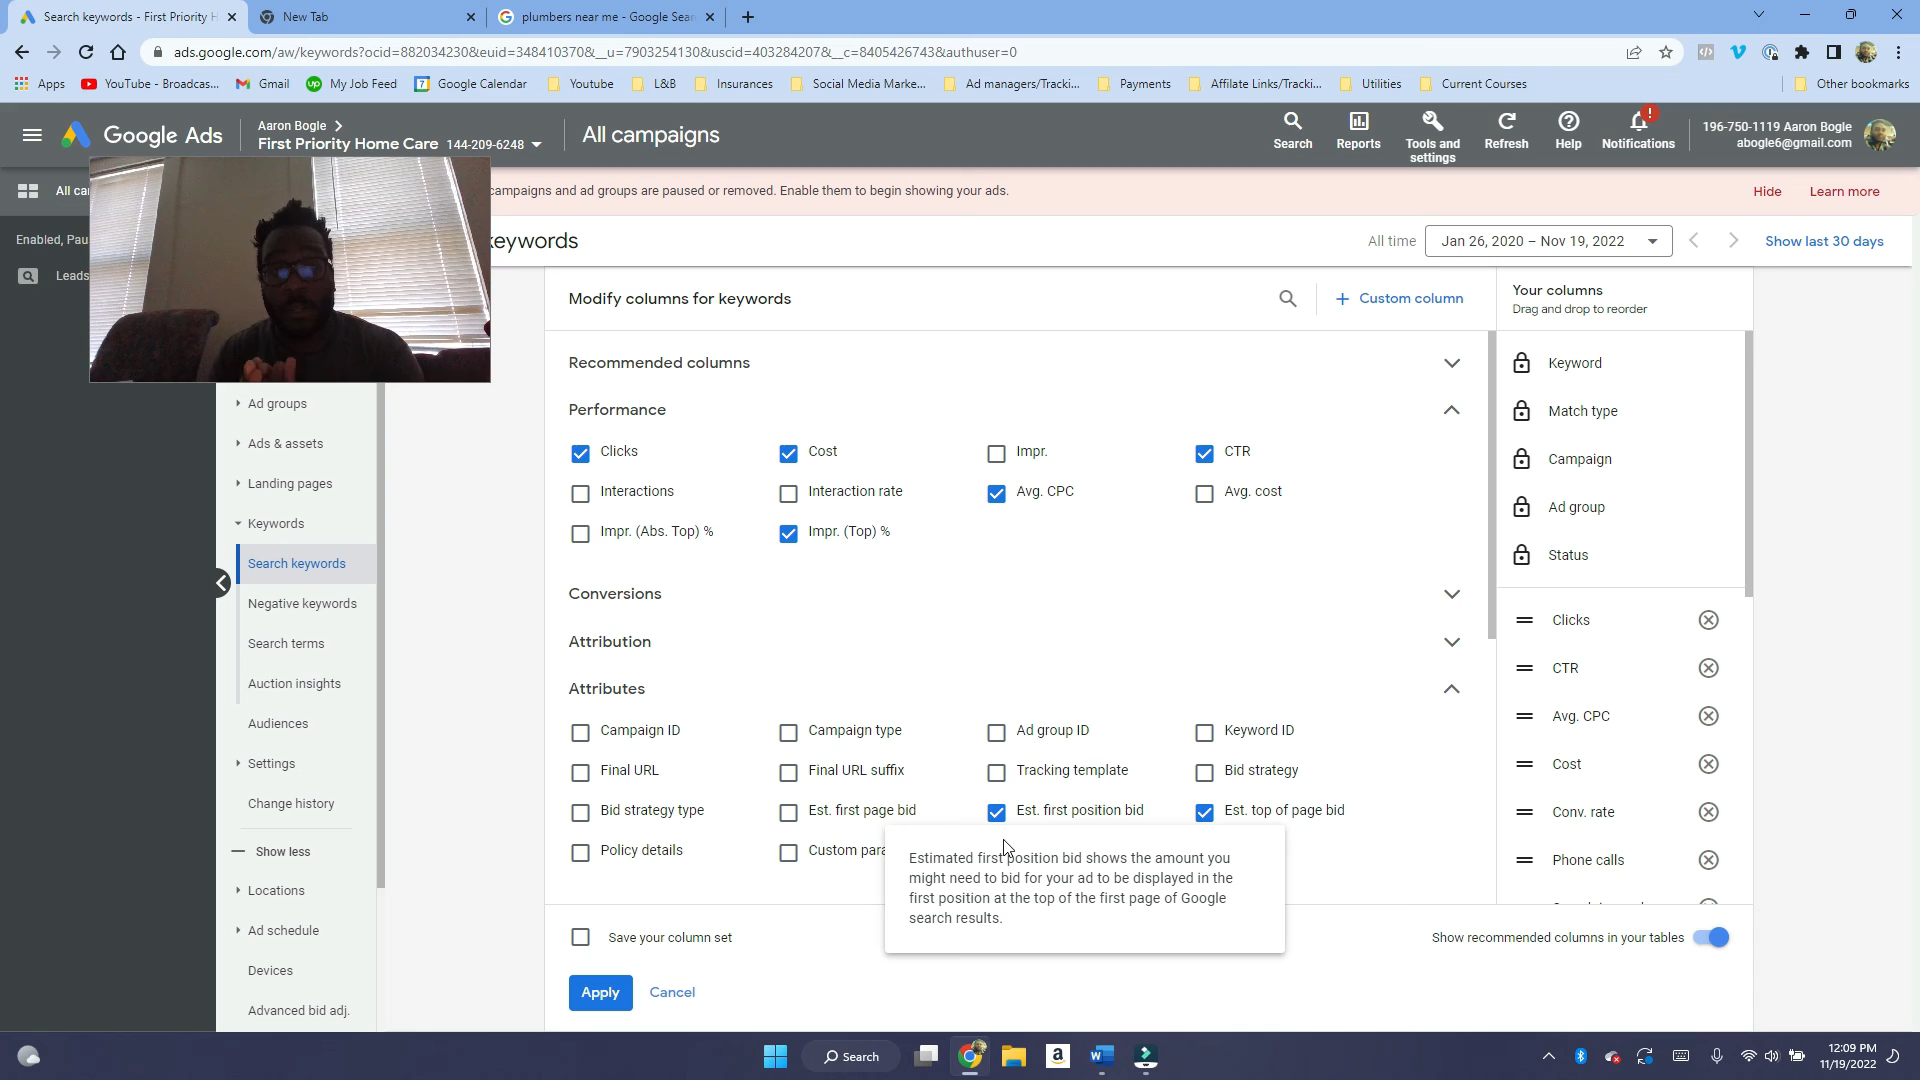 Search keywords - First Priority H
New Tab
plumbers near me - Google Sear
ads.google.com/aw/keywords?ocid=882034230&euid=348410370&__u=7903254130&uscid=403284207&__c=8405426743&authuser=0
Apps
YouTube - Broadcas...
Gmail
My Job Feed
Google Calendar
Youtube
L&B
Insurances
Social Media Marke...
Ad managers/Tracki...
Payments
Affilate Links/Tracki...
Utilities
Current Courses
Other bookmarks
Google Ads
Aaron Bogle
First Priority Home Care 144-209-6248
All campaigns
Search
Reports
Tools and settings
Refresh
Help
Notifications
196-750-1119 Aaron Bogle
abogle6@gmail.com
All ca
campaigns and ad groups are paused or removed. Enable them to begin showing your ads.
Hide
Learn more
Enabled, Pau
keywords
All time
Jan 26, 2020 – Nov 19, 2022
Show last 30 days
Leads
Modify columns for keywords
Custom column
Your columns
Drag and drop to reorder
Recommended columns
Performance
Clicks
Cost
Impr.
CTR
Interactions
Interaction rate
Avg. CPC
Avg. cost
Impr. (Abs. Top) %
Impr. (Top) %
Conversions
Attribution
Attributes
Campaign ID
Campaign type
Ad group ID
Keyword ID
Final URL
Final URL suffix
Tracking template
Bid strategy
Bid strategy type
Est. first page bid
Est. first position bid
Est. top of page bid
Policy details
Custom para
Estimated first position bid shows the amount you
might need to bid for your ad to be displayed in the
first position at the top of the first page of Google
search results.
Save your column set
Show recommended columns in your tables
Apply
Cancel
Keyword
Match type
Campaign
Ad group
Status
Clicks
CTR
Avg. CPC
Cost
Conv. rate
Phone calls
Ad groups
Ads & assets
Landing pages
Keywords
Search keywords
Negative keywords
Search terms
Auction insights
Audiences
Settings
Change history
Show less
Locations
Ad schedule
Devices
Advanced bid adj.
Search
12:09 PM
11/19/2022